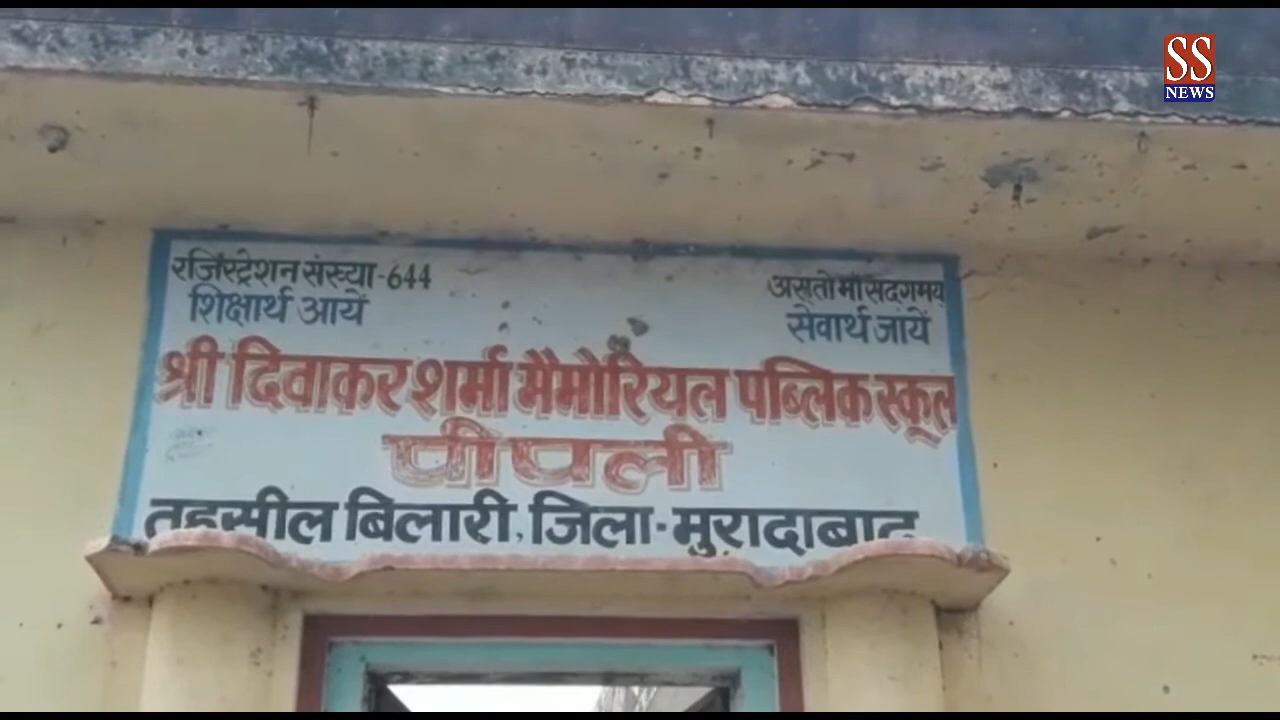 SS
NEWS
रजिस्ट्रेशन संख्या-644
शिक्षार्थ आयें
असतो मा सदगमय
सेवार्थ जायें
श्री दिवाकर शर्मा मैमोरियल पब्लिक स्कूल
पीपली
तहसील बिलारी, जिला-मुरादाबाद